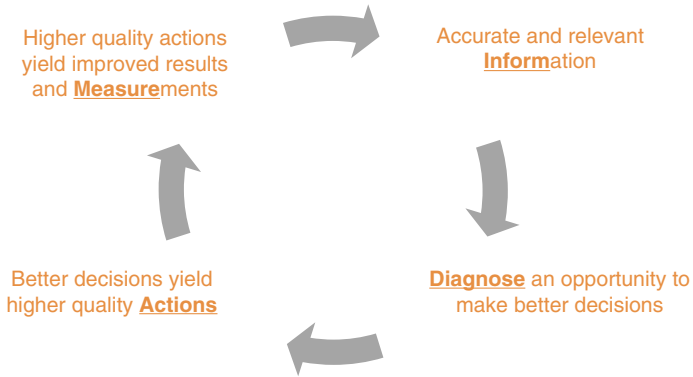 Higher quality actions
yield improved results
and Measurements
Accurate and relevant
Information
Diagnose an opportunity to
make better decisions
Better decisions yield
higher quality Actions